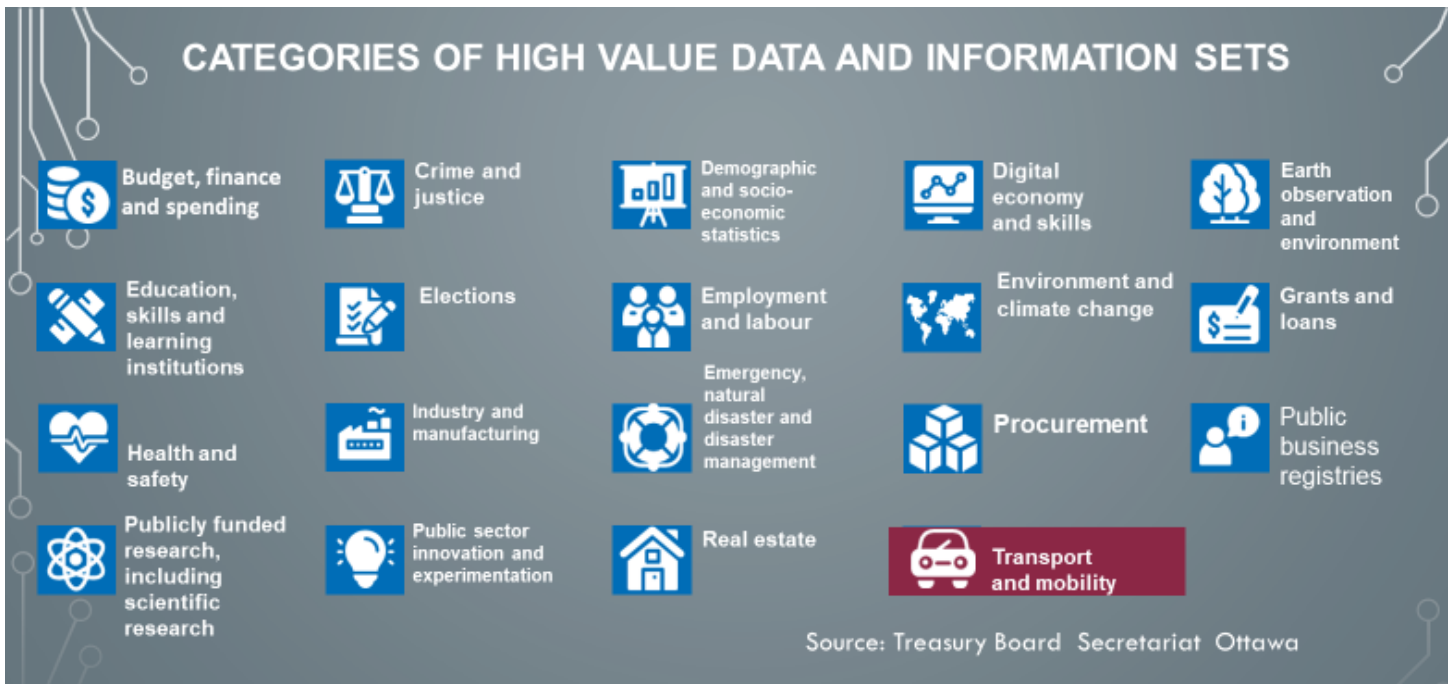 CATEGORIES OF HIGH VALUE DATA AND INFORMATION SETS
Budget, finance
and spending
Crime and
justice
Demographic
and socio-
economic
statistics
Digital
economy
and skills
Earth
observation
and
environment
Education,
skills and
learning
institutions
Elections
Employment
and labour
Environment and
climate change
Grants and
loans
Health and
safety
Industry and
manufacturing
Emergency,
natural
disaster and
disaster
management
Procurement
Public
business
registries
Publicly funded
research,
including
scientific
research
Public sector
innovation and
experimentation
Real estate
Transport
and mobility
Source: Treasury Board Secretariat Ottawa